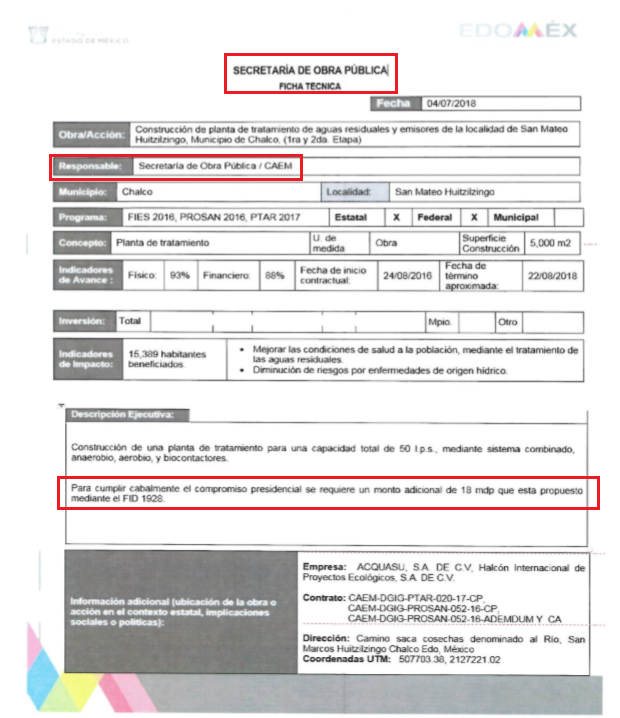 ESTADO DE MÉXICO
EDOMÉX
SECRETARÍA DE OBRA PÚBLICA
FICHA TÉCNICA
Fecha 04/07/2018
Obra/Acción: Construcción de planta de tratamiento de aguas residuales y emisores de la localidad de San Mateo
Huitzilzingo, Municipio de Chalco. (1ra y 2da. Etapa)
Responsable: Secretaría de Obra Pública / CAEM
Municipio: Chalco Localidad: San Mateo Huitzilzingo
Programa: FIES 2016, PROSAN 2016, PTAR 2017 Estatal X Federal X Municipal
Concepto: Planta de tratamiento U. de medida Obra Superficie Construcción 5,000 m2
Indicadores de Avance : Físico: 93% Financiero: 88% Fecha de inicio contractual: 24/08/2016 Fecha de término aproximada: 22/08/2018
Inversión: Total Mpio. Otro
Indicadores de Impacto: 15,389 habitantes beneficiados.
• Mejorar las condiciones de salud a la población, mediante el tratamiento de
las aguas residuales.
• Diminución de riesgos por enfermedades de origen hídrico.
Descripción Ejecutiva:
Construcción de una planta de tratamiento para una capacidad total de 50 l.p.s., mediante sistema combinado,
anaerobio, aerobio, y biocontactores.
Para cumplir cabalmente el compromiso presidencial se requiere un monto adicional de 18 mdp que esta propuesto
mediante el FID 1928.
Información adicional (ubicación de la obra o
acción en el contexto estatal, implicaciones
sociales o políticas):
Empresa: ACQUASU, S.A. DE C.V, Halcón Internacional de
Proyectos Ecológicos, S.A. DE C.V.
Contrato: CAEM-DGIG-PTAR-020-17-CP,
CAEM-DGIG-PROSAN-052-16-CP,
CAEM-DGIG-PROSAN-052-16-ADEMDUM Y CA
Dirección: Camino saca cosechas denominado al Río, San
Marcos Huitzilzingo Chalco Edo, México
Coordenadas UTM: 507703.38, 2127221.02